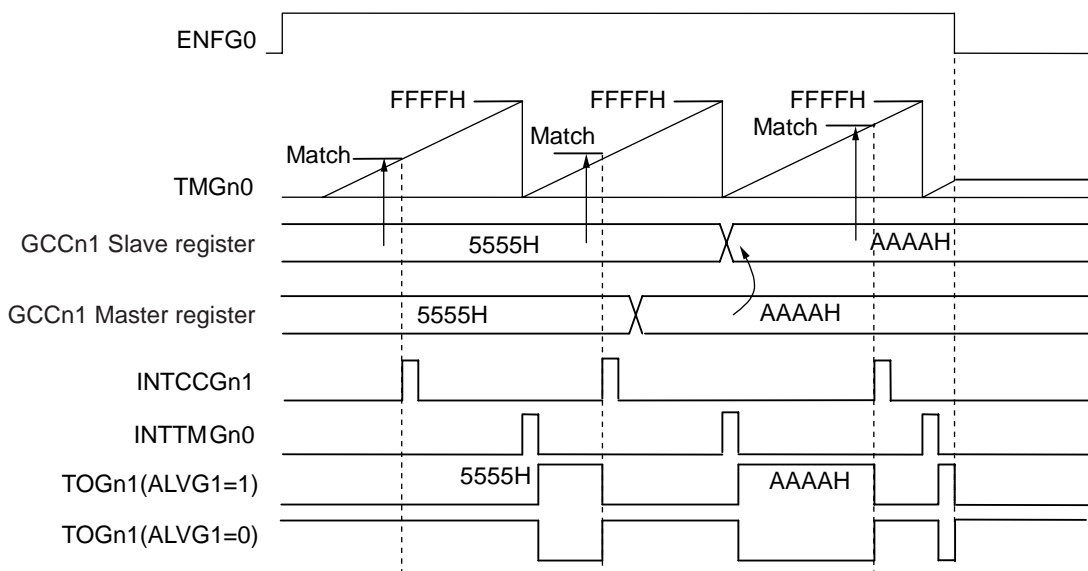 ENFG0
FFFFH FFFFH FFFFH
Match Match Match
TMGn0
GCCn1 Slave register 5555H AAAAH
GCCn1 Master register 5555H AAAAH
INTCCGn1
INTTMGn0
TOGn1(ALVG1=1) 5555H AAAAH
TOGn1(ALVG1=0)